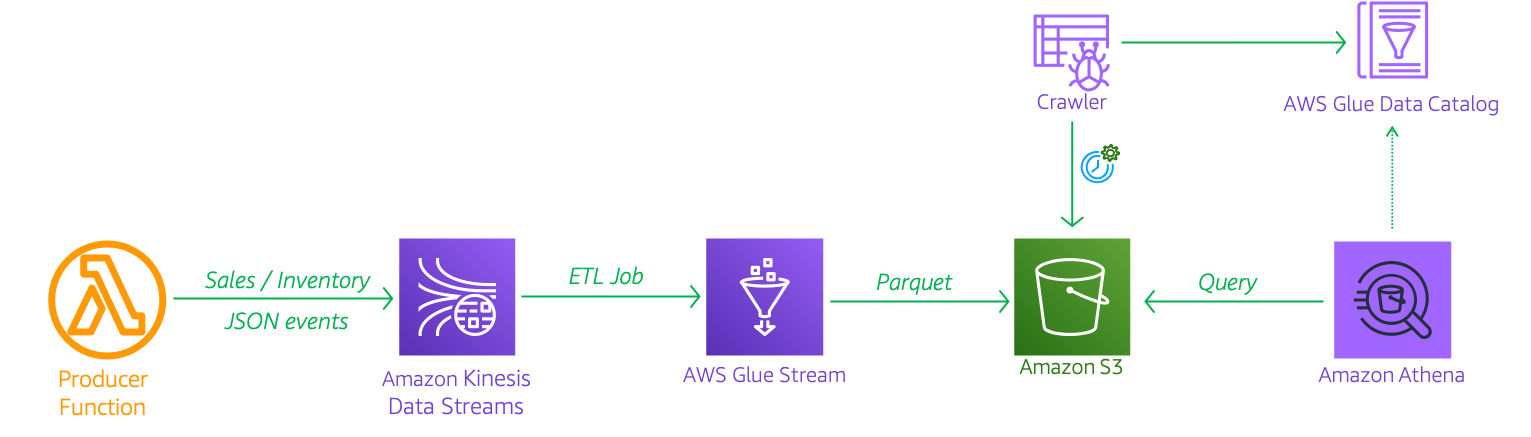 Crawler
AWS Glue Data Catalog
Sales / Inventory
JSON events
ETL Job
Parquet
Query
Producer
Function
Amazon Kinesis
Data Streams
AWS Glue Stream
Amazon S3
Amazon Athena